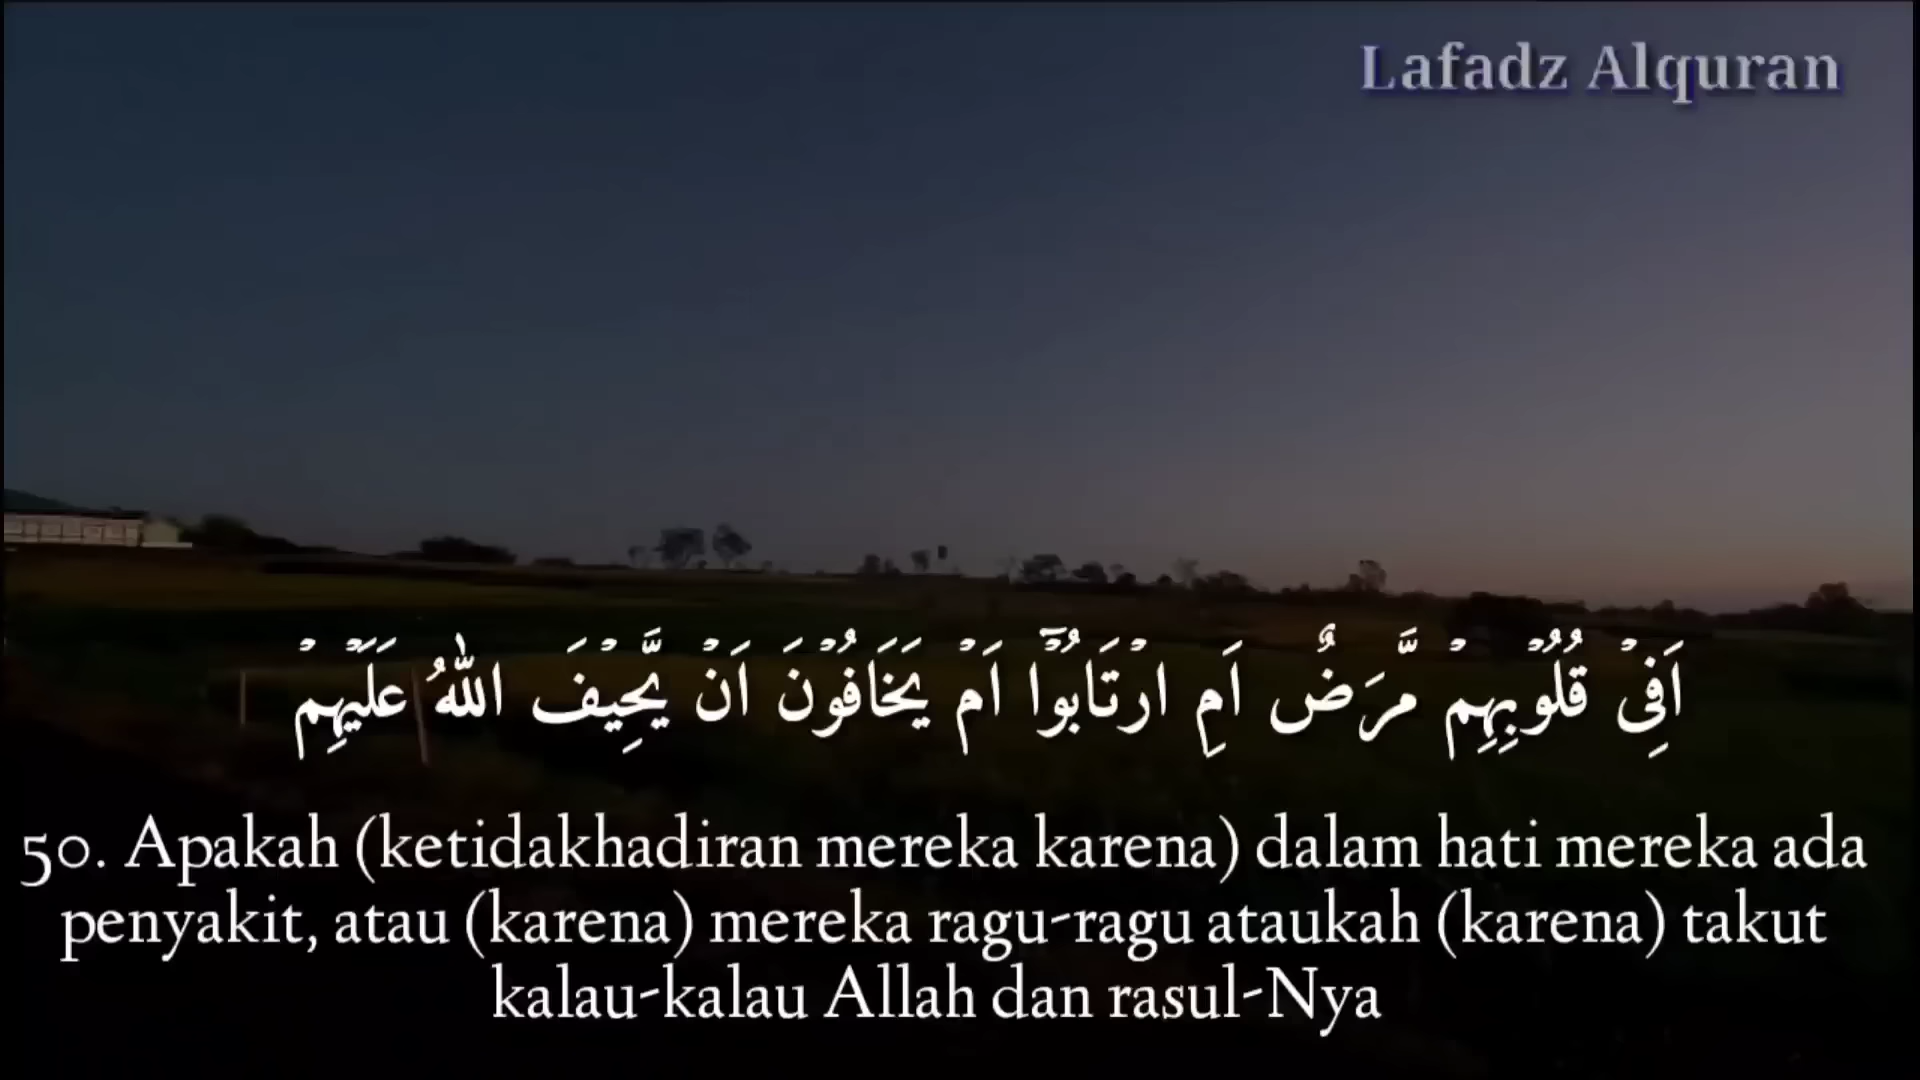 Lafadz Alquran
اَفِيْ قُلُوْبِهِمْ مَّرَضٌ اَمِ ارْتَابُوْٓا اَمْ يَخَافُوْنَ اَنْ يَّحِيْفَ اللّٰهُ عَلَيْهِمْ
50. Apakah (ketidakhadiran mereka karena) dalam hati mereka ada
penyakit, atau (karena) mereka ragu-ragu ataukah (karena) takut
kalau-kalau Allah dan rasul-Nya